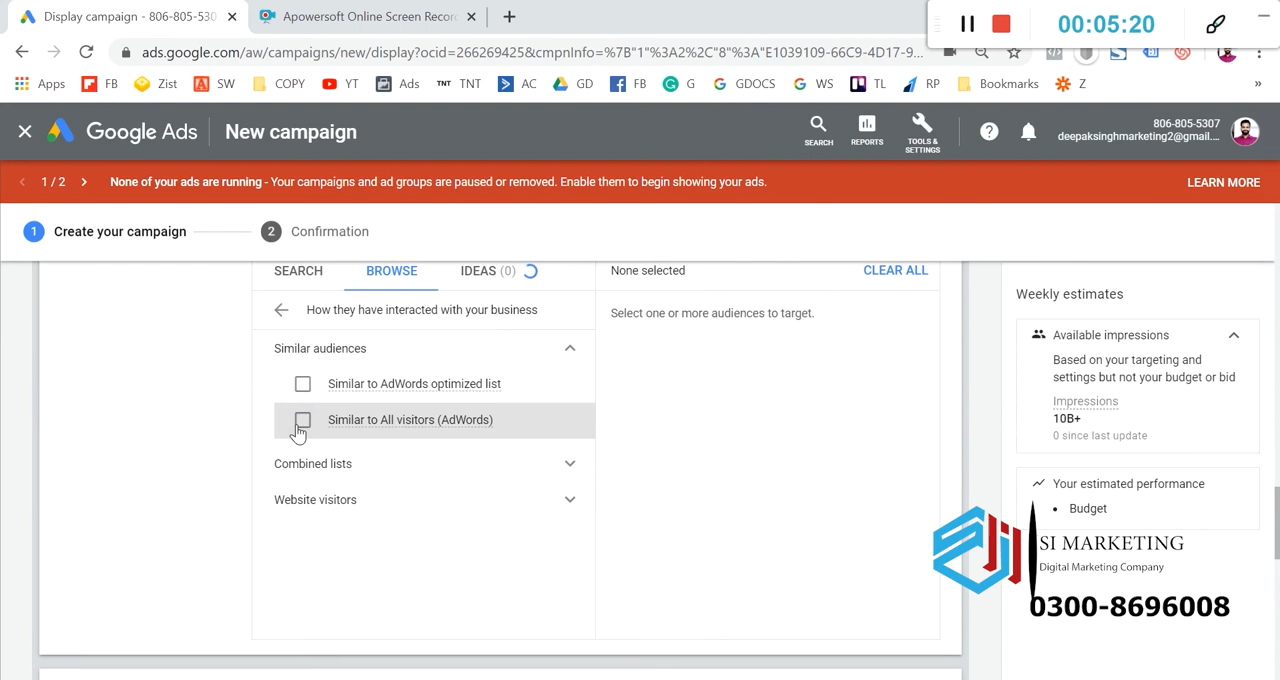 Display campaign - 806-805-530
Apowersoft Online Screen Recor
00:05:20
ads.google.com/aw/campaigns/new/display?ocid=266269425&cmpnInfo=%7B"1"%3A2%2C"8"%3A"E1039109-66C9-4D17-9...
Apps FB Zist SW COPY YT Ads TNT TNT AC GD FB G GDOCS WS TL RP Bookmarks Z »
Google Ads New campaign
SEARCH
REPORTS
TOOLS & SETTINGS
806-805-5307
deepaksinghmarketing2@gmail....
1 / 2 None of your ads are running - Your campaigns and ad groups are paused or removed. Enable them to begin showing your ads. LEARN MORE
1 Create your campaign 2 Confirmation
SEARCH BROWSE IDEAS (0)
None selected CLEAR ALL
How they have interacted with your business
Select one or more audiences to target.
Similar audiences
Similar to AdWords optimized list
Similar to All visitors (AdWords)
Combined lists
Website visitors
Weekly estimates
Available impressions
Based on your targeting and
settings but not your budget or bid
Impressions
10B+
0 since last update
Your estimated performance
• Budget
SI MARKETING
Digital Marketing Company
0300-8696008